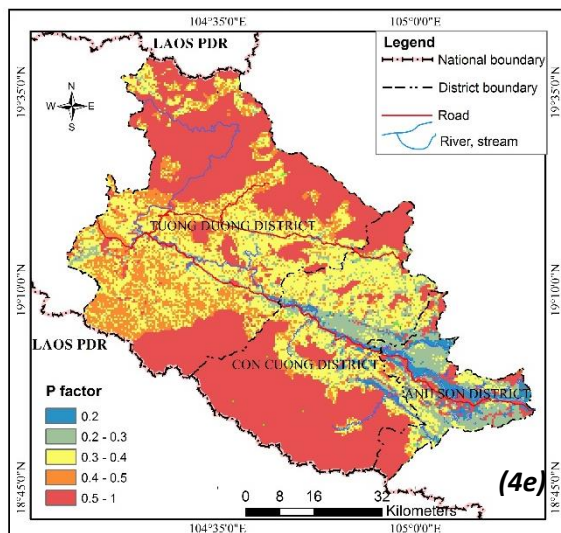 104°35'0"E 105°0'0"E
LAOS PDR
Legend
National boundary
District boundary
Road
River, stream
19°35'0"N
19°35'0"N
N
W E
S
TUONG DUONG DISTRICT
19°10'0"N
19°10'0"N
LAOS PDR
CON CUONG DISTRICT
ANH SON DISTRICT
P factor
0.2
0.2 - 0.3
0.3 - 0.4
0.4 - 0.5
0.5 - 1
18°45'0"N
18°45'0"N
(4e)
0 8 16 32
Kilometers
104°35'0"E 105°0'0"E